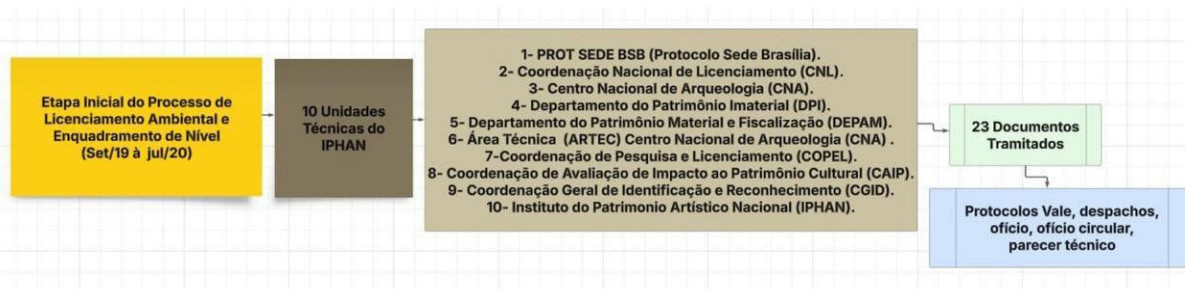 Etapa Inicial do Processo de
Licenciamento Ambiental e
Enquadramento de Nível
(Set/19 à jul/20)
10 Unidades
Técnicas do
IPHAN
1- PROT SEDE BSB (Protocolo Sede Brasília).
2- Coordenação Nacional de Licenciamento (CNL).
3- Centro Nacional de Arqueologia (CNA).
4- Departamento do Patrimônio Imaterial (DPI).
5- Departamento do Patrimônio Material e Fiscalização (DEPAM).
6- Área Técnica (ARTEC) Centro Nacional de Arqueologia (CNA) .
7-Coordenação de Pesquisa e Licenciamento (COPEL).
8- Coordenação de Avaliação de Impacto ao Patrimônio Cultural (CAIP).
9- Coordenação Geral de Identificação e Reconhecimento (CGID).
10- Instituto do Patrimonio Artístico Nacional (IPHAN).
23 Documentos
Tramitados
Protocolos Vale, despachos,
ofício, ofício circular,
parecer técnico